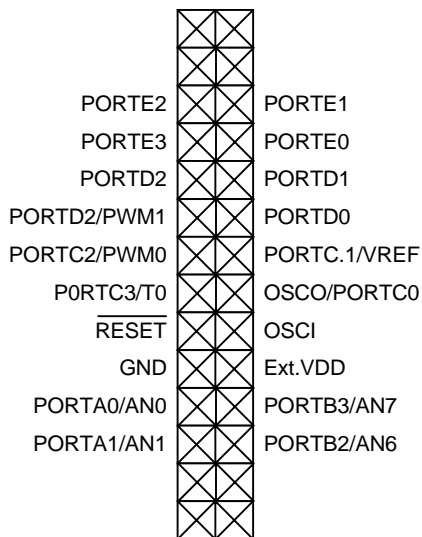 PORTE2 PORTE1
PORTE3 PORTE0
PORTD2 PORTD1
PORTD2/PWM1 PORTD0
PORTC2/PWM0 PORTC.1/VREF
P0RTC3/T0 OSCO/PORTC0
RESET OSCI
GND Ext.VDD
PORTA0/AN0 PORTB3/AN7
PORTA1/AN1 PORTB2/AN6